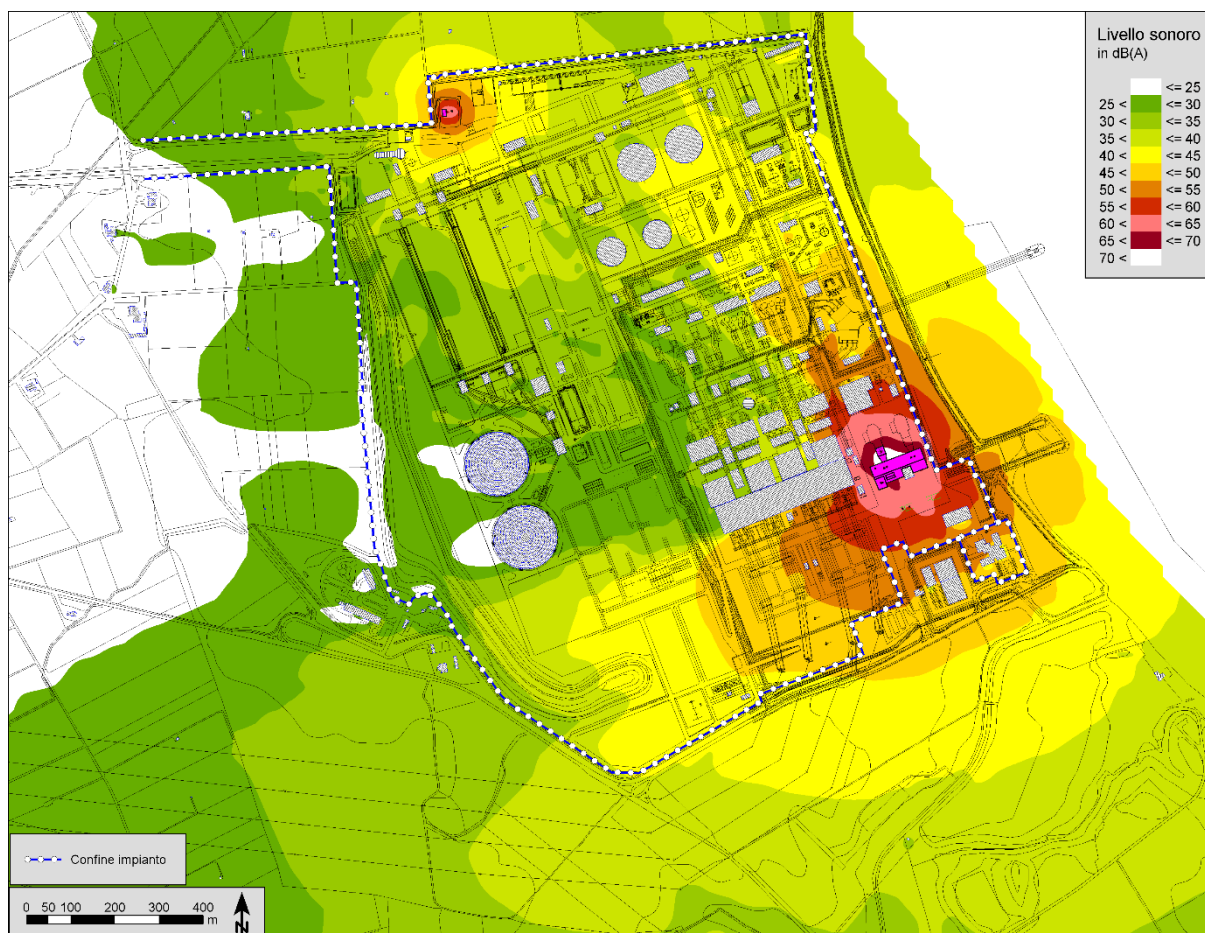 Livello sonoro
in dB(A)
<= 25
25 < <= 30
30 < <= 35
35 < <= 40
40 < <= 45
45 < <= 50
50 < <= 55
55 < <= 60
60 < <= 65
65 < <= 70
70 <
Confine impianto
0 50 100 200 300 400
m
N